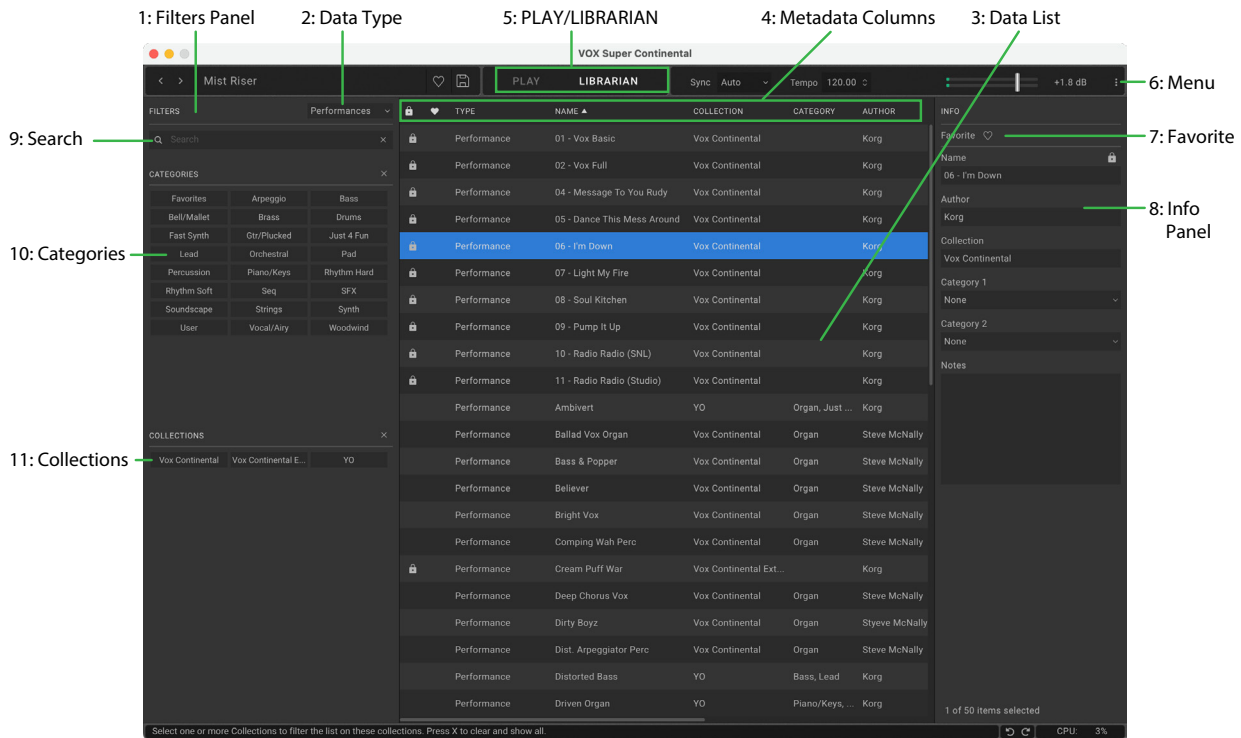 1: Filters Panel 2: Data Type 5: PLAY/LIBRARIAN 4: Metadata Columns 3: Data List
VOX Super Continental
Mist Riser PLAY LIBRARIAN Sync Auto Tempo 120.00 +1.8 dB
6: Menu
FILTERS Performances TYPE NAME COLLECTION CATEGORY AUTHOR INFO
9: Search
Search
Favorite
7: Favorite
CATEGORIES
Favorites Arpeggio Bass
Bell/Mallet Brass Drums
Fast Synth Gtr/Plucked Just 4 Fun
10: Categories
Lead Orchestral Pad
Percussion Piano/Keys Rhythm Hard
Rhythm Soft Seq SFX
Soundscape Strings Synth
User Vocal/Airy Woodwind
COLLECTIONS
11: Collections
Vox Continental Vox Continental E... YO
Performance 01 - Vox Basic Vox Continental Korg
Performance 02 - Vox Full Vox Continental Korg
Performance 04 - Message To You Rudy Vox Continental Korg
Performance 05 - Dance This Mess Around Vox Continental Korg
Performance 06 - I'm Down Vox Continental Korg
Performance 07 - Light My Fire Vox Continental Korg
Performance 08 - Soul Kitchen Vox Continental Korg
Performance 09 - Pump It Up Vox Continental Korg
Performance 10 - Radio Radio (SNL) Vox Continental Korg
Performance 11 - Radio Radio (Studio) Vox Continental Korg
Performance Ambivert YO Organ, Just ... Korg
Performance Ballad Vox Organ Vox Continental Organ Steve McNally
Performance Bass & Popper Vox Continental Organ Steve McNally
Performance Believer Vox Continental Organ Steve McNally
Performance Bright Vox Vox Continental Organ Steve McNally
Performance Comping Wah Perc Vox Continental Organ Steve McNally
Performance Cream Puff War Vox Continental Ext... Korg
Performance Deep Chorus Vox Vox Continental Organ Steve McNally
Performance Dirty Boyz Vox Continental Organ Styeve McNally
Performance Dist. Arpeggiator Perc Vox Continental Organ Steve McNally
Performance Distorted Bass YO Bass, Lead Korg
Performance Driven Organ YO Piano/Keys, ... Korg
Name
06 - I'm Down
Author
Korg
8: Info
Panel
Collection
Vox Continental
Category 1
None
Category 2
None
Notes
1 of 50 items selected
Select one or more Collections to filter the list on these collections. Press X to clear and show all. CPU: 3%